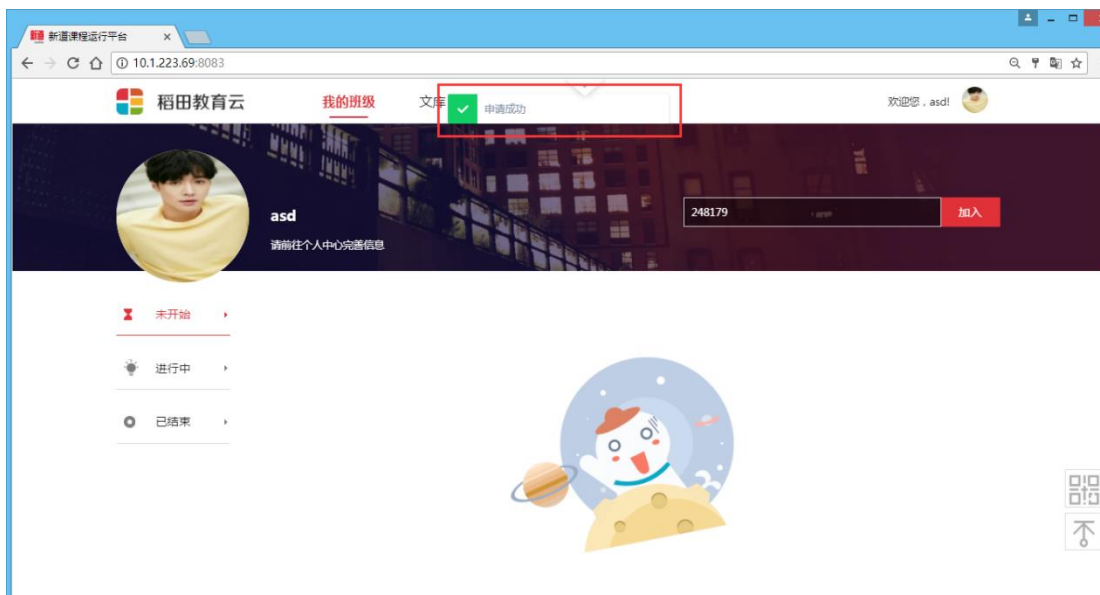 新道课程运行平台
10.1.223.69:8083
稻田教育云 我的班级 文库 申请成功 欢迎您，asd!
asd
248179 加入
请前往个人中心完善信息
未开始
进行中
已结束